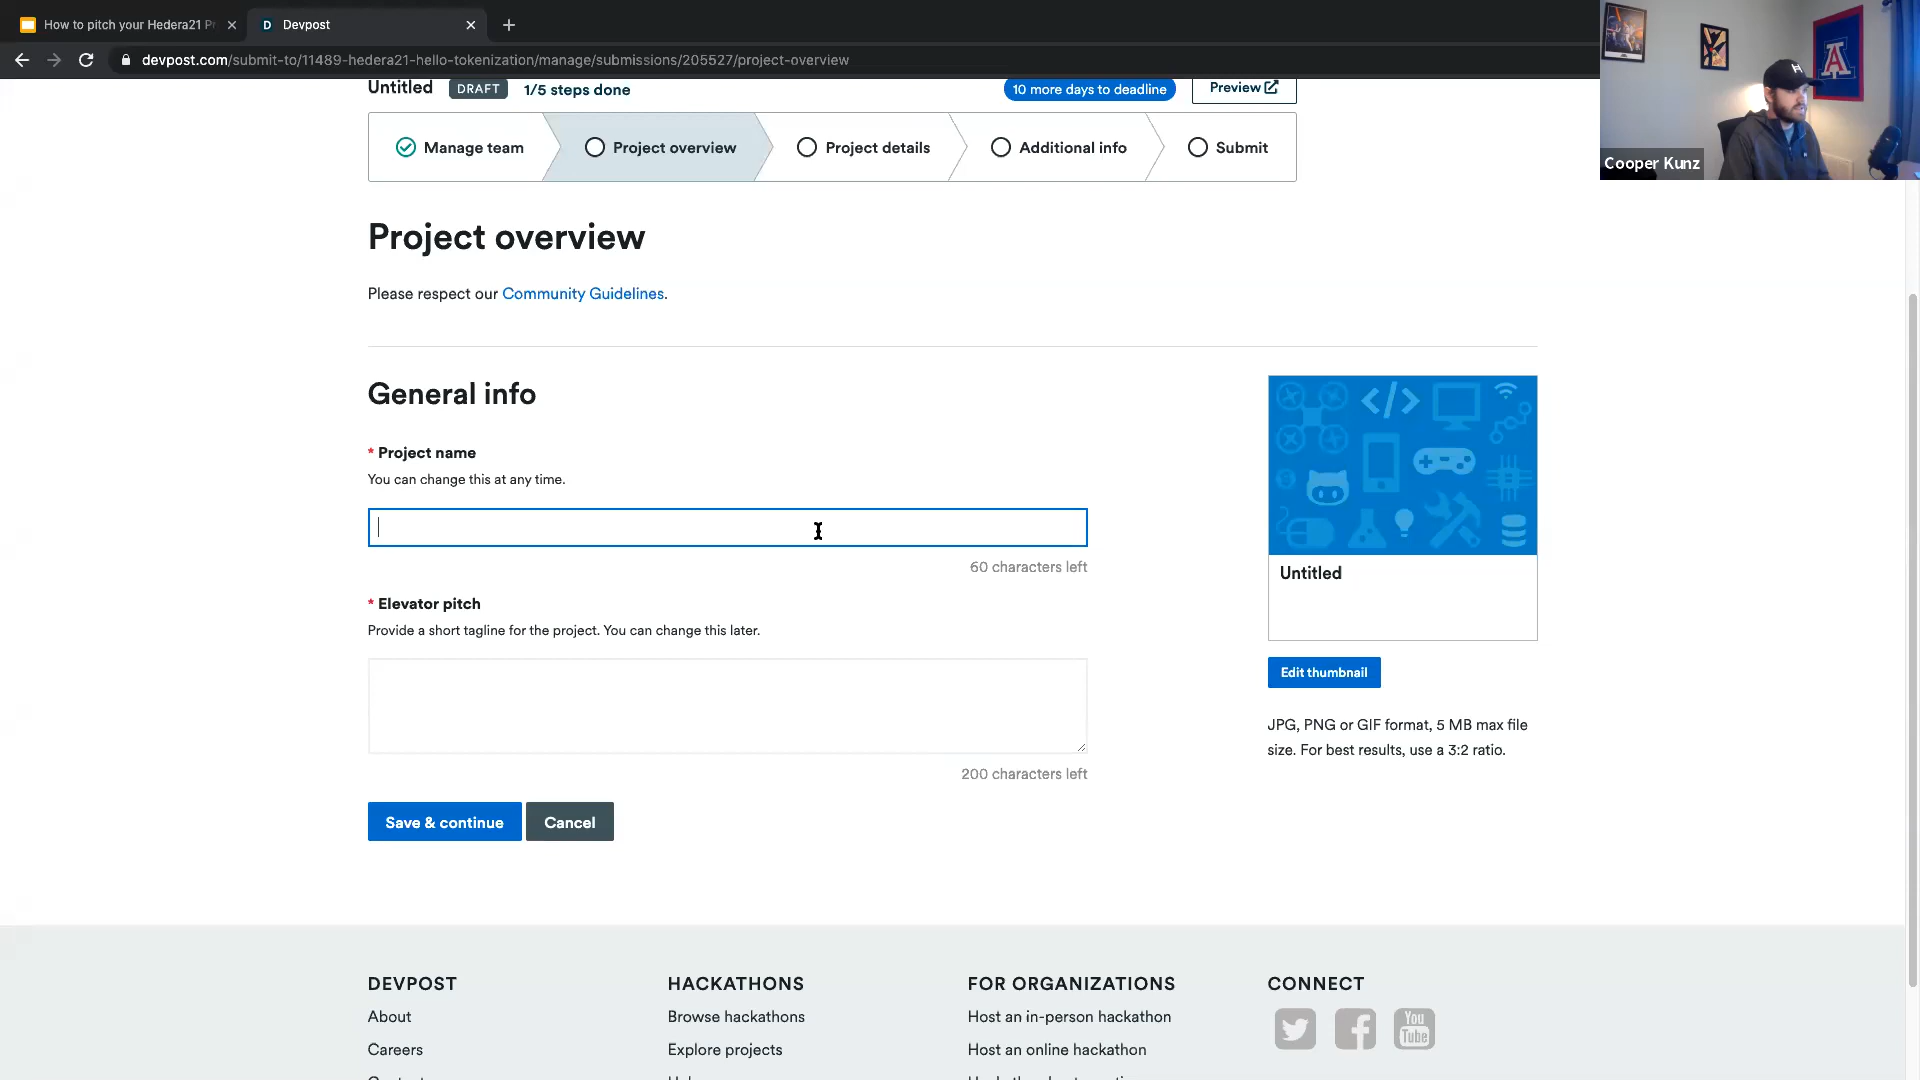 How to pitch your Hedera21 Pr
Devpost
devpost.com/submit-to/11489-hedera21-hello-tokenization/manage/submissions/205527/project-overview
Cooper Kunz
Untitled DRAFT 1/5 steps done
10 more days to deadline
Preview
Manage team
Project overview
Project details
Additional info
Submit
Project overview
Please respect our Community Guidelines.
General info
* Project name
You can change this at any time.
60 characters left
* Elevator pitch
Provide a short tagline for the project. You can change this later.
200 characters left
Save & continue
Cancel
Untitled
Edit thumbnail
JPG, PNG or GIF format, 5 MB max file
size. For best results, use a 3:2 ratio.
DEVPOST
About
Careers
HACKATHONS
Browse hackathons
Explore projects
FOR ORGANIZATIONS
Host an in-person hackathon
Host an online hackathon
CONNECT
You
Tube